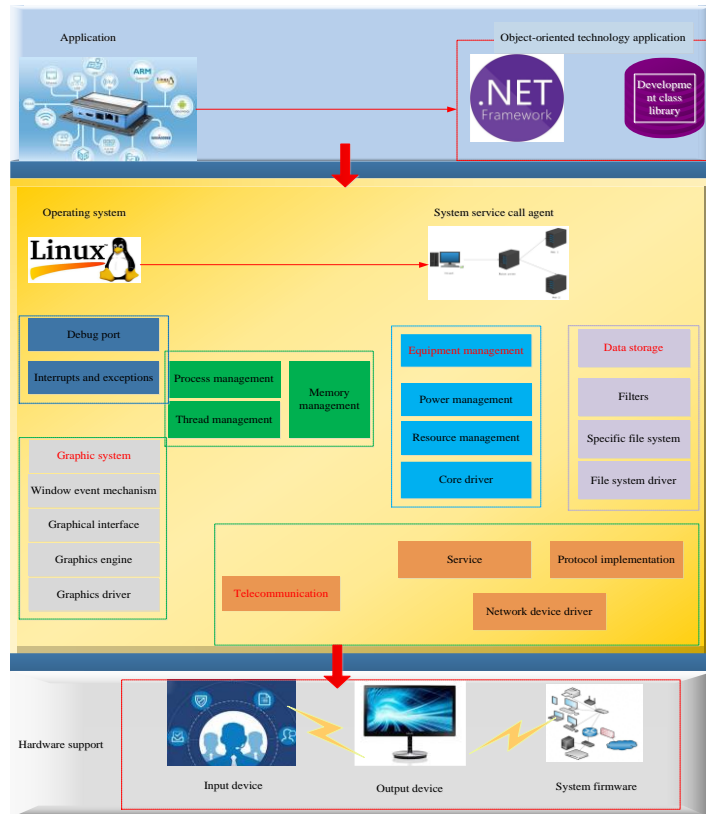 Application
Object-oriented technology application
ARM
Linux
.NET
Framework
Developme
nt class
library
Operating system
System service call agent
Linux
Debug port
Interrupts and exceptions
Process management
Thread management
Memory
management
Equipment management
Power management
Resource management
Core driver
Data storage
Filters
Specific file system
File system driver
Graphic system
Window event mechanism
Graphical interface
Graphics engine
Graphics driver
Telecommunication
Service
Protocol implementation
Network device driver
Hardware support
Input device
Output device
System firmware